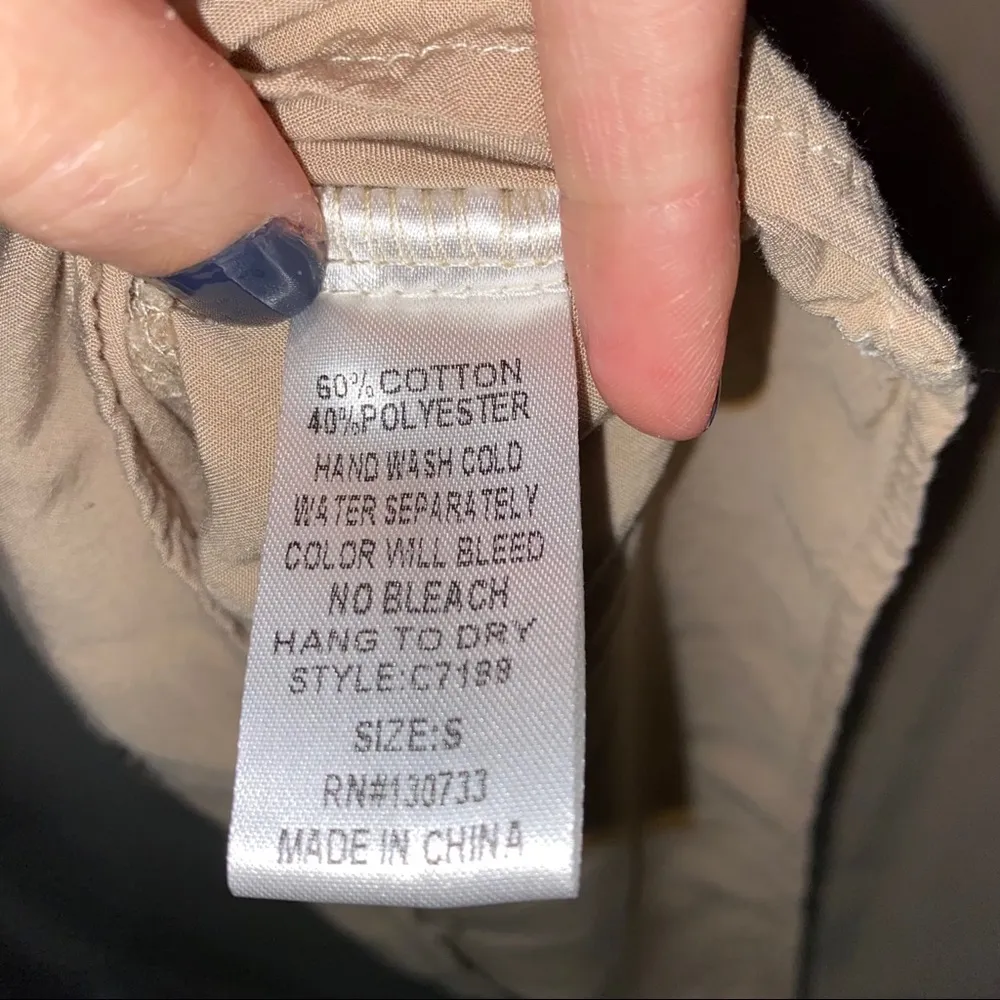 60% COTTON
40%POLYESTER
HAND WASH COLD
WATER SEPARATELY
COLOR WILL BLEED
NO BLEACH
HANG TO DRY
STYLE:C7199
SIZE:S
RN#130733
MADE IN CHINA